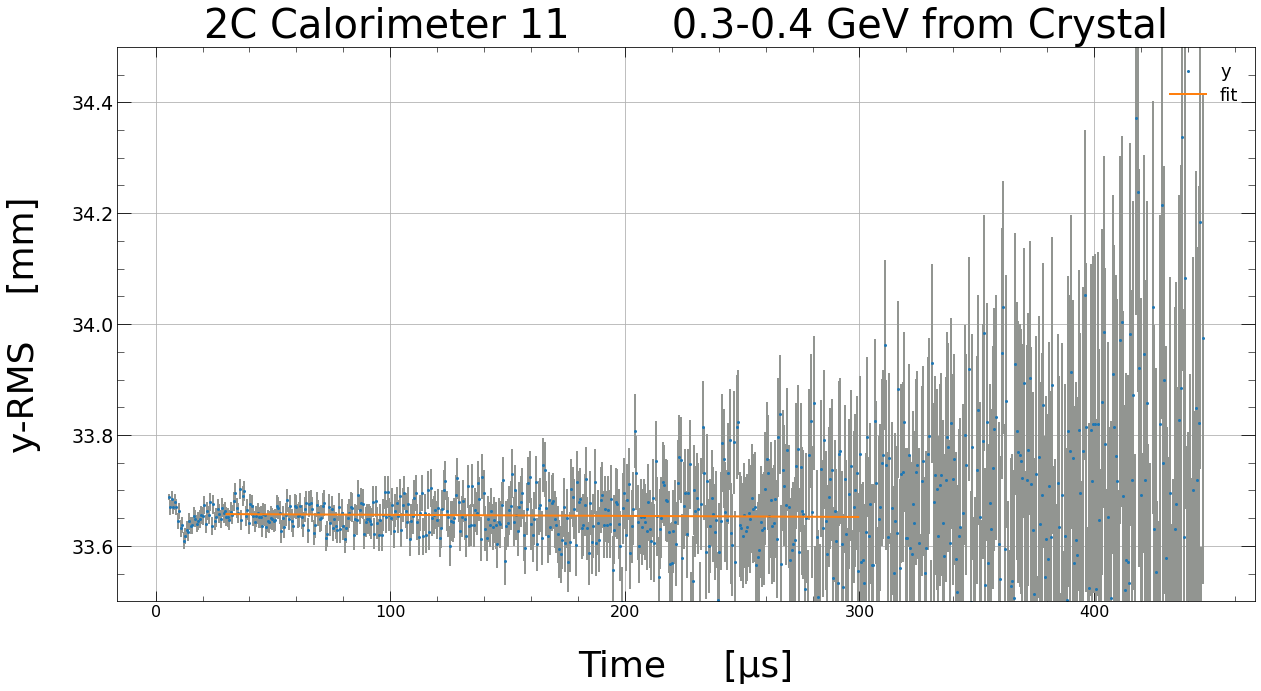 2C Calorimeter 11 0.3-0.4 GeV from Crystal
y
fit
34.4
34.2
34.0
33.8
33.6
y-RMS [mm]
0 100 200 300 400
Time [µs]